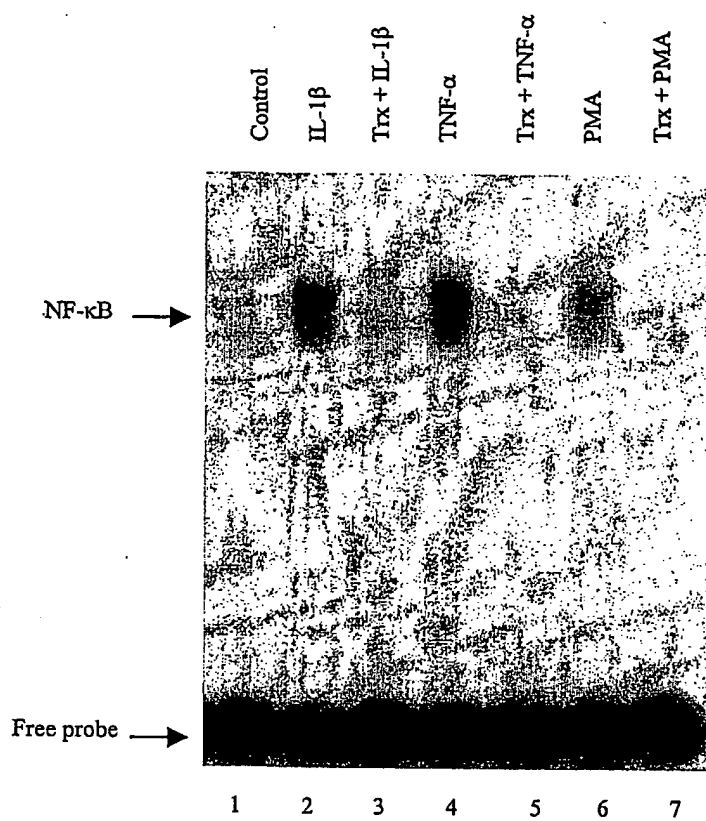 Control
IL-1β
Trx + IL-1β
TNF-α
Trx + TNF-α
PMA
Trx + PMA
NF-κB
Free probe
1 2 3 4 5 6 7